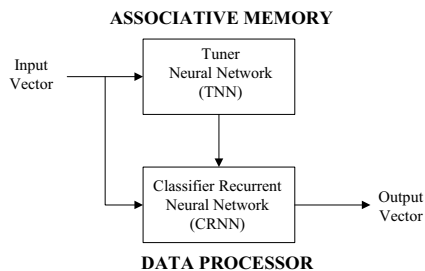 ASSOCIATIVE MEMORY
Tuner
Neural Network
(TNN)
Input
Vector
Classifier Recurrent
Neural Network
(CRNN)
Output
Vector
DATA PROCESSOR